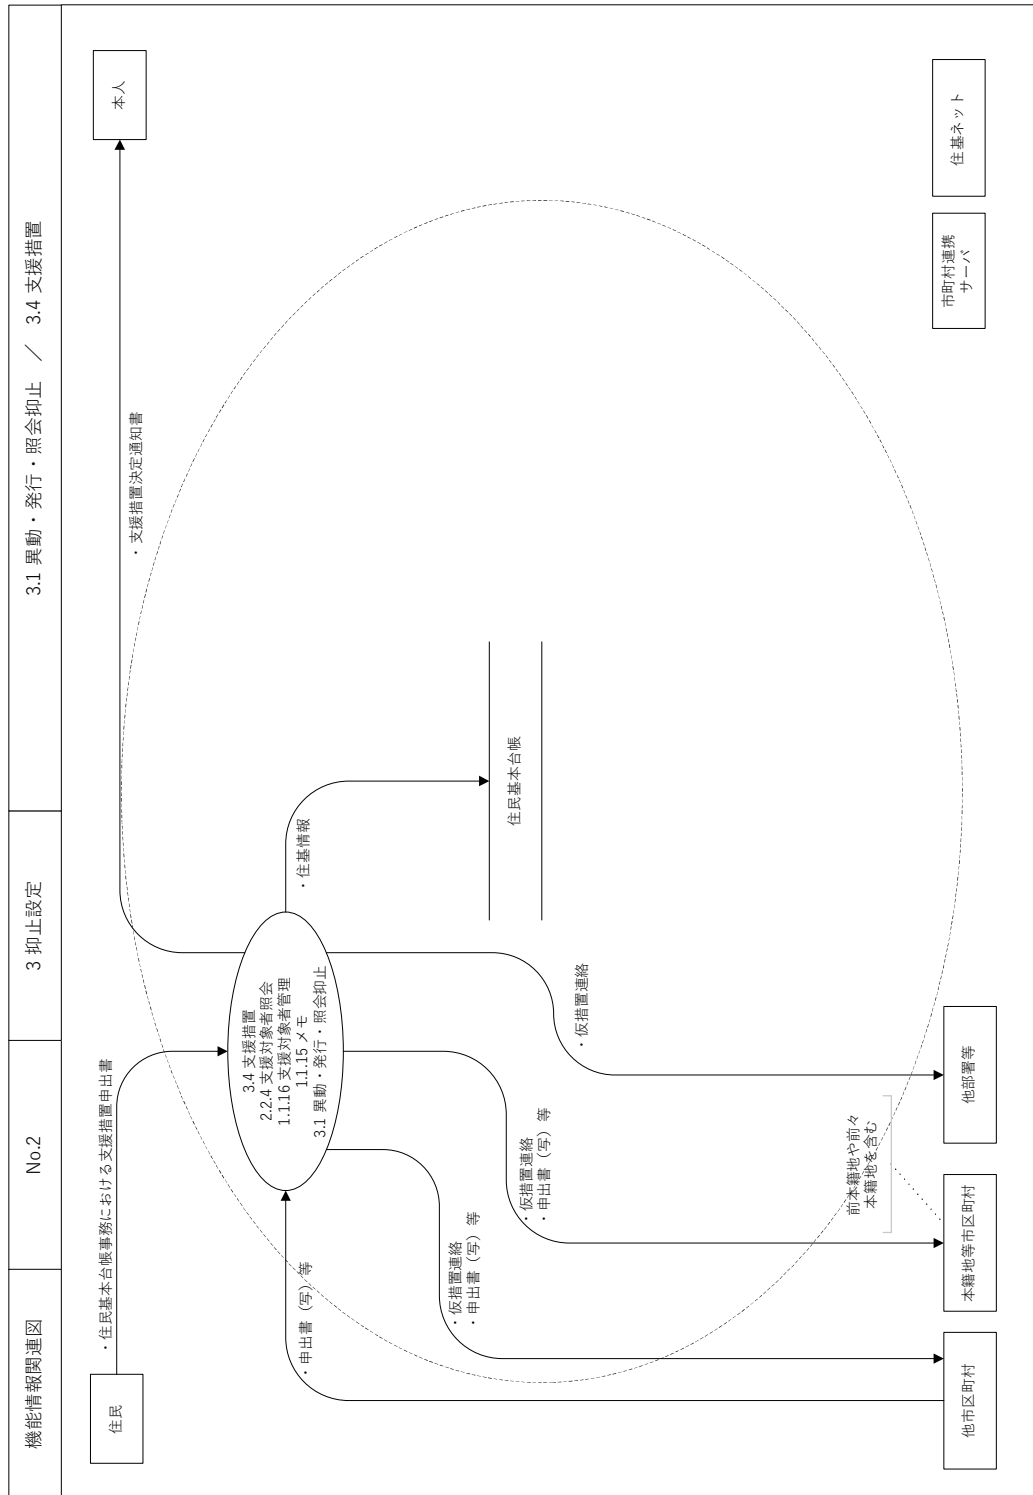 機能情報関連図
No.2
3 抑止設定
3.1 異動・発行・照会抑止 ／ 3.4 支援措置
住民
・住民基本台帳事務における支援措置申出書
・支援措置決定通知書
本人
3.4 支援措置
2.2.4 支援対象者照会
1.1.16 支援対象者管理
1.1.15 メモ
3.1 異動・発行・照会抑止
・住基情報
・申出書（写）等
・仮措置連絡
・申出書（写）等
・仮措置連絡
・申出書（写）等
・仮措置連絡
住民基本台帳
前本籍地や前々
本籍地を含む
他市区町村
本籍地等市区町村
他部署等
市町村連携
サーバ
住基ネット